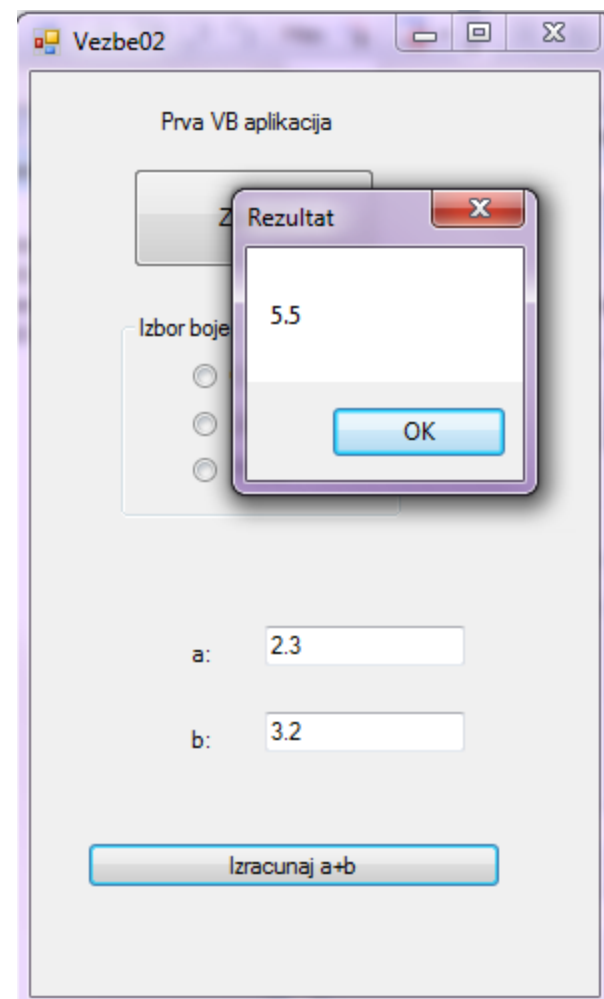 Vezbe02
Prva VB aplikacija
Rezultat
5.5
OK
Izbor boje
a: 2.3
b: 3.2
Izracunaj a+b